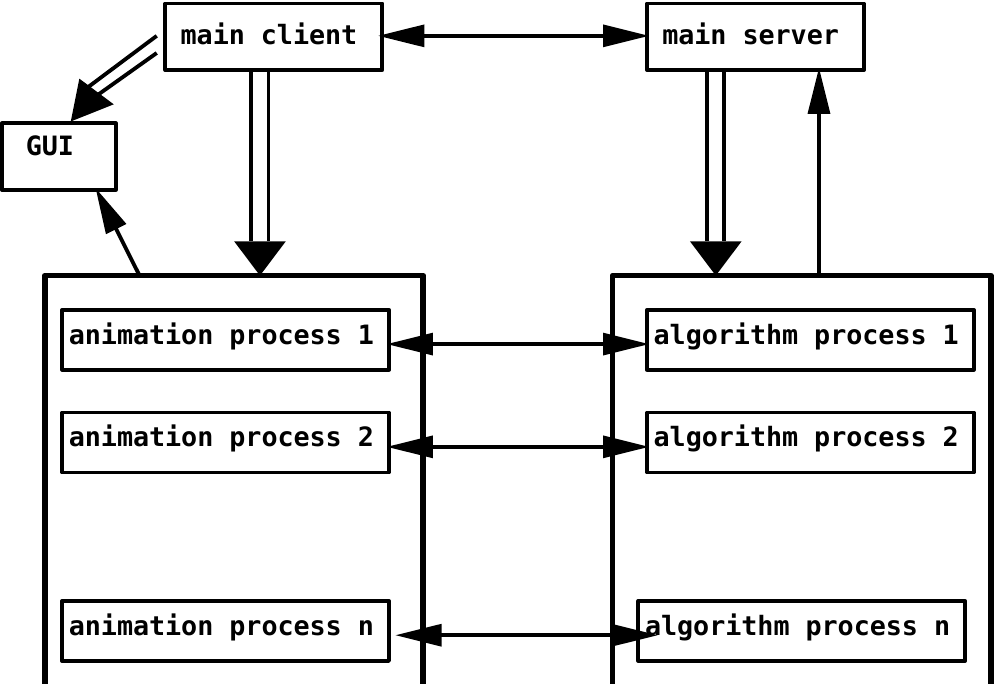 main client
main server
GUI
animation process 1
algorithm process 1
animation process 2
algorithm process 2
animation process n
algorithm process n